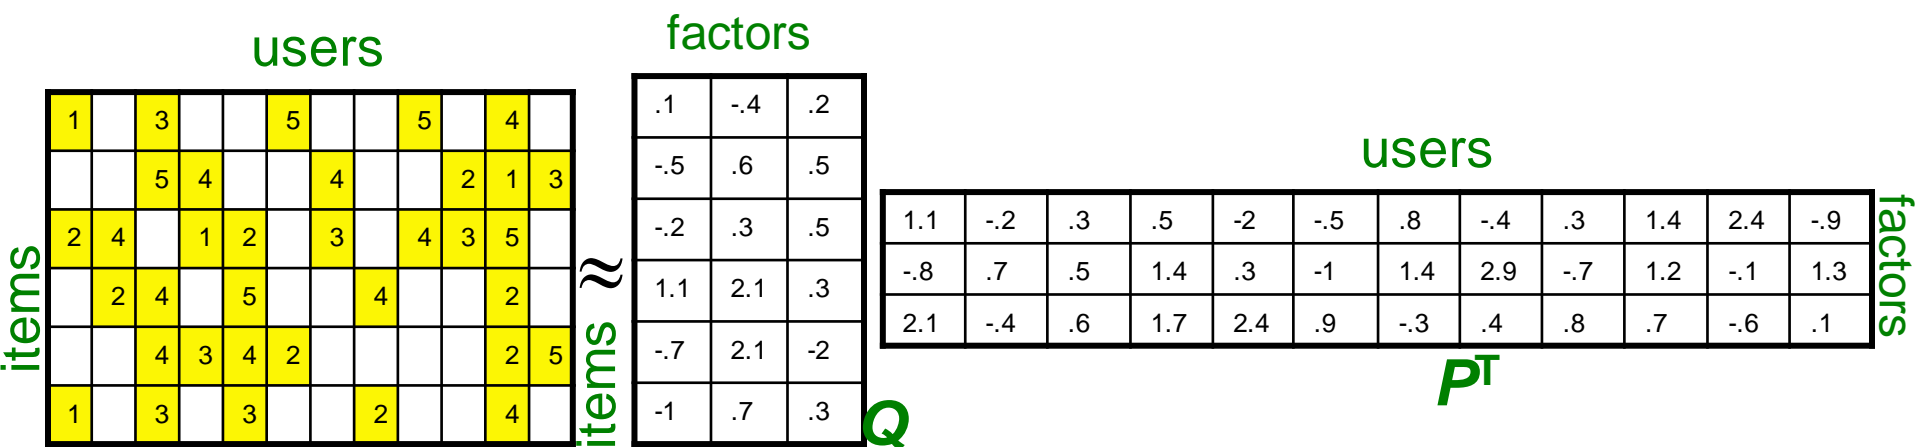 users
factors
users
items
1 3 5 5 4
5 4 4 2 1 3
2 4 1 2 3 4 3 5
2 4 5 4 2
4 3 4 2 2 5
1 3 3 2 4
≈
items
.1 -.4 .2
-.5 .6 .5
-.2 .3 .5
1.1 2.1 .3
-.7 2.1 -2
-1 .7 .3
Q
1.1 -.2 .3 .5 -2 -.5 .8 -.4 .3 1.4 2.4 -.9
-.8 .7 .5 1.4 .3 -1 1.4 2.9 -.7 1.2 -.1 1.3
2.1 -.4 .6 1.7 2.4 .9 -.3 .4 .8 .7 -.6 .1
factors
PT